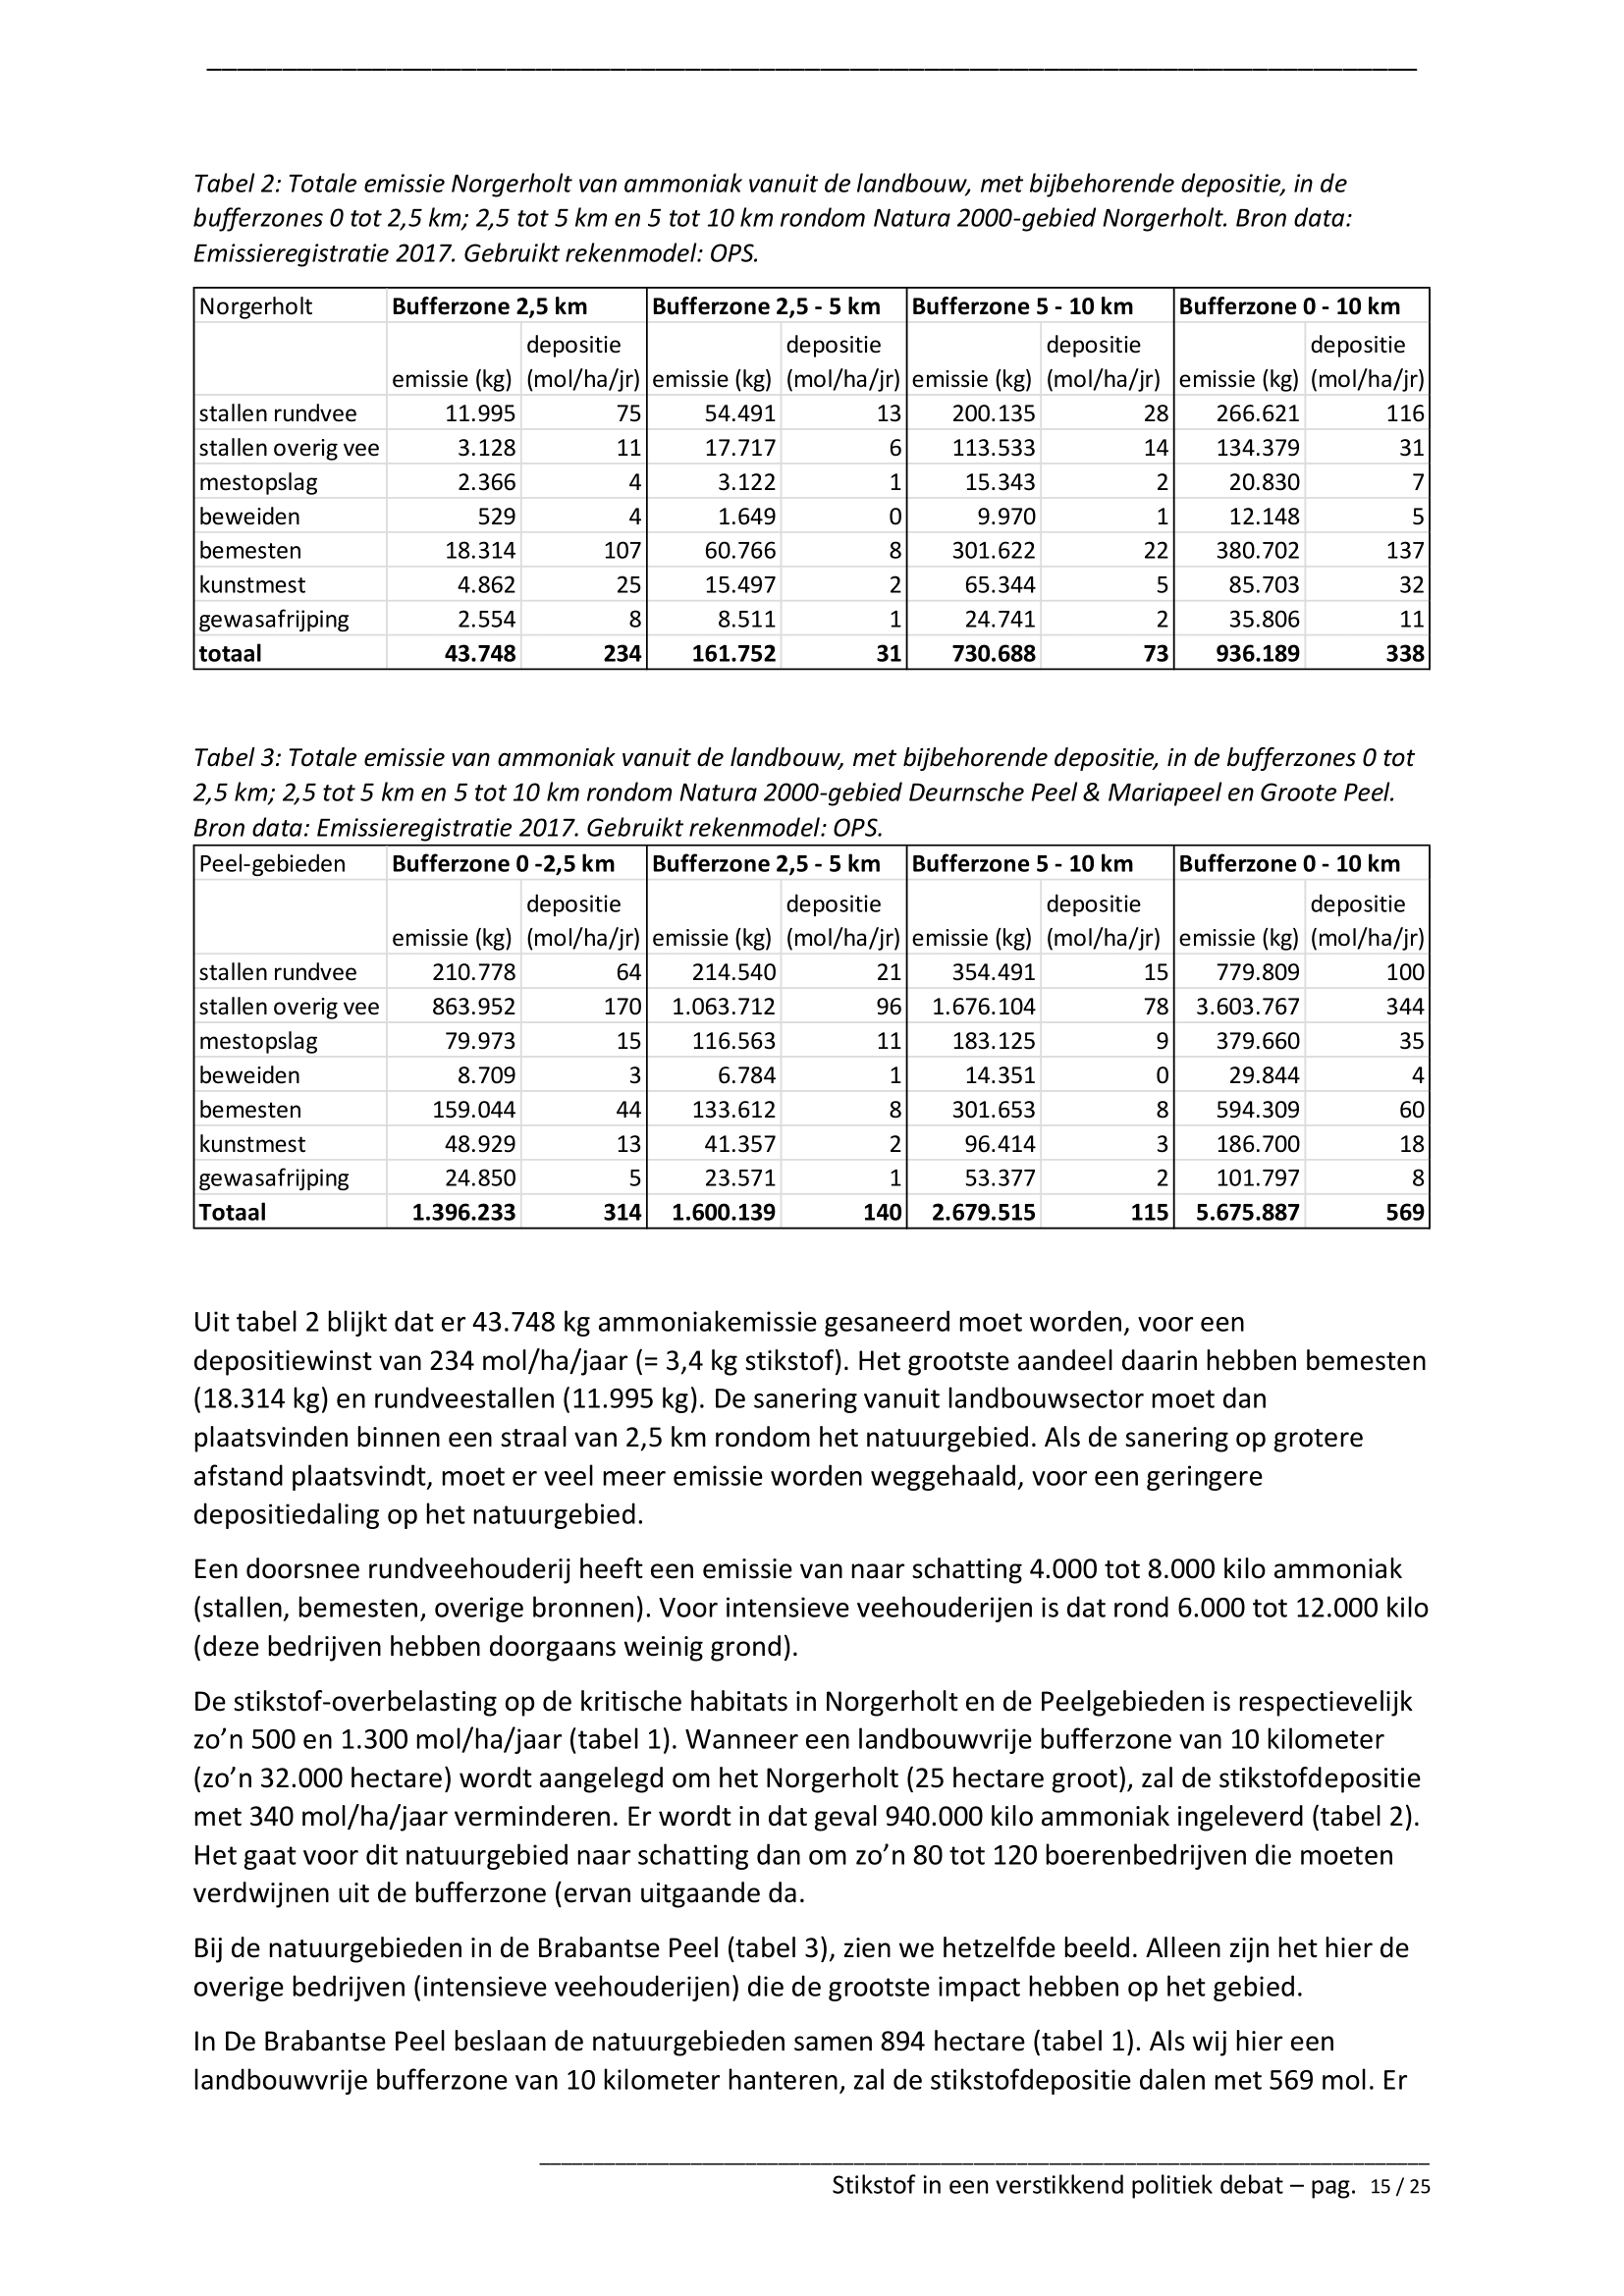 Tabel 2: Totale emissie Norgerholt van ammoniak vanuit de landbouw, met bijbehorende depositie, in de
bufferzones 0 tot 2,5 km; 2,5 tot 5 km en 5 tot 10 km rondom Natura 2000-gebied Norgerholt. Bron data:
Emissieregistratie 2017. Gebruikt rekenmodel: OPS.
Norgerholt Bufferzone 2,5 km Bufferzone 2,5 - 5 km Bufferzone 5 - 10 km Bufferzone 0 - 10 km
depositie depositie depositie depositie
emissie (kg) (mol/ha/jr) emissie (kg) (mol/ha/jr) emissie (kg) (mol/ha/jr) emissie (kg) (mol/ha/jr)
stallen rundvee 11.995 75 54.491 13 200.135 28 266.621 116
stallen overig vee 3.128 11 17.717 6 113.533 14 134.379 31
mestopslag 2.366 4 3.122 1 15.343 2 20.830 7
beweiden 529 4 1.649 0 9.970 1 12.148 5
bemesten 18.314 107 60.766 8 301.622 22 380.702 137
kunstmest 4.862 25 15.497 2 65.344 5 85.703 32
gewasafrijping 2.554 8 8.511 1 24.741 2 35.806 11
totaal 43.748 234 161.752 31 730.688 73 936.189 338
Tabel 3: Totale emissie van ammoniak vanuit de landbouw, met bijbehorende depositie, in de bufferzones 0 tot
2,5 km; 2,5 tot 5 km en 5 tot 10 km rondom Natura 2000-gebied Deurnsche Peel & Mariapeel en Groote Peel.
Bron data: Emissieregistratie 2017. Gebruikt rekenmodel: OPS.
Peel-gebieden Bufferzone 0 -2,5 km Bufferzone 2,5 - 5 km Bufferzone 5 - 10 km Bufferzone 0 - 10 km
depositie depositie depositie depositie
emissie (kg) (mol/ha/jr) emissie (kg) (mol/ha/jr) emissie (kg) (mol/ha/jr) emissie (kg) (mol/ha/jr)
stallen rundvee 210.778 64 214.540 21 354.491 15 779.809 100
stallen overig vee 863.952 170 1.063.712 96 1.676.104 78 3.603.767 344
mestopslag 79.973 15 116.563 11 183.125 9 379.660 35
beweiden 8.709 3 6.784 1 14.351 0 29.844 4
bemesten 159.044 44 133.612 8 301.653 8 594.309 60
kunstmest 48.929 13 41.357 2 96.414 3 186.700 18
gewasafrijping 24.850 5 23.571 1 53.377 2 101.797 8
Totaal 1.396.233 314 1.600.139 140 2.679.515 115 5.675.887 569
Uit tabel 2 blijkt dat er 43.748 kg ammoniakemissie gesaneerd moet worden, voor een
depositiewinst van 234 mol/ha/jaar (= 3,4 kg stikstof). Het grootste aandeel daarin hebben bemesten
(18.314 kg) en rundveestallen (11.995 kg). De sanering vanuit landbouwsector moet dan
plaatsvinden binnen een straal van 2,5 km rondom het natuurgebied. Als de sanering op grotere
afstand plaatsvindt, moet er veel meer emissie worden weggehaald, voor een geringere
depositiedaling op het natuurgebied.
Een doorsnee rundveehouderij heeft een emissie van naar schatting 4.000 tot 8.000 kilo ammoniak
(stallen, bemesten, overige bronnen). Voor intensieve veehouderijen is dat rond 6.000 tot 12.000 kilo
(deze bedrijven hebben doorgaans weinig grond).
De stikstof-overbelasting op de kritische habitats in Norgerholt en de Peelgebieden is respectievelijk
zo’n 500 en 1.300 mol/ha/jaar (tabel 1). Wanneer een landbouwvrije bufferzone van 10 kilometer
(zo’n 32.000 hectare) wordt aangelegd om het Norgerholt (25 hectare groot), zal de stikstofdepositie
met 340 mol/ha/jaar verminderen. Er wordt in dat geval 940.000 kilo ammoniak ingeleverd (tabel 2).
Het gaat voor dit natuurgebied naar schatting dan om zo’n 80 tot 120 boerenbedrijven die moeten
verdwijnen uit de bufferzone (ervan uitgaande da.
Bij de natuurgebieden in de Brabantse Peel (tabel 3), zien we hetzelfde beeld. Alleen zijn het hier de
overige bedrijven (intensieve veehouderijen) die de grootste impact hebben op het gebied.
In De Brabantse Peel beslaan de natuurgebieden samen 894 hectare (tabel 1). Als wij hier een
landbouwvrije bufferzone van 10 kilometer hanteren, zal de stikstofdepositie dalen met 569 mol. Er
Stikstof in een verstikkend politiek debat – pag. 15 / 25